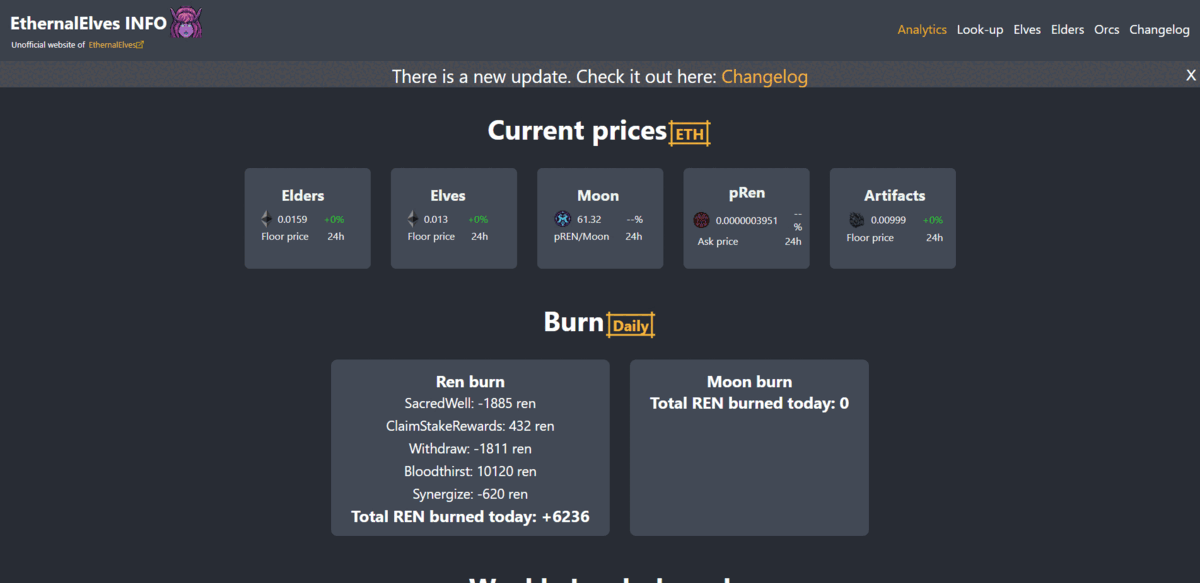 EthernalElves INFO
Unofficial website of EthernalElves
Analytics Look-up Elves Elders Orcs Changelog
There is a new update. Check it out here: Changelog
X
Current prices ETH
Elders
0.0159 +0%
Floor price 24h
Elves
0.013 +0%
Floor price 24h
Moon
61.32 --%
pREN/Moon 24h
pRen
0.0000003951 --
%
Ask price 24h
Artifacts
0.00999 +0%
Floor price 24h
Burn Daily
Ren burn
SacredWell: -1885 ren
ClaimStakeRewards: 432 ren
Withdraw: -1811 ren
Bloodthirst: 10120 ren
Synergize: -620 ren
Total REN burned today: +6236
Moon burn
Total REN burned today: 0